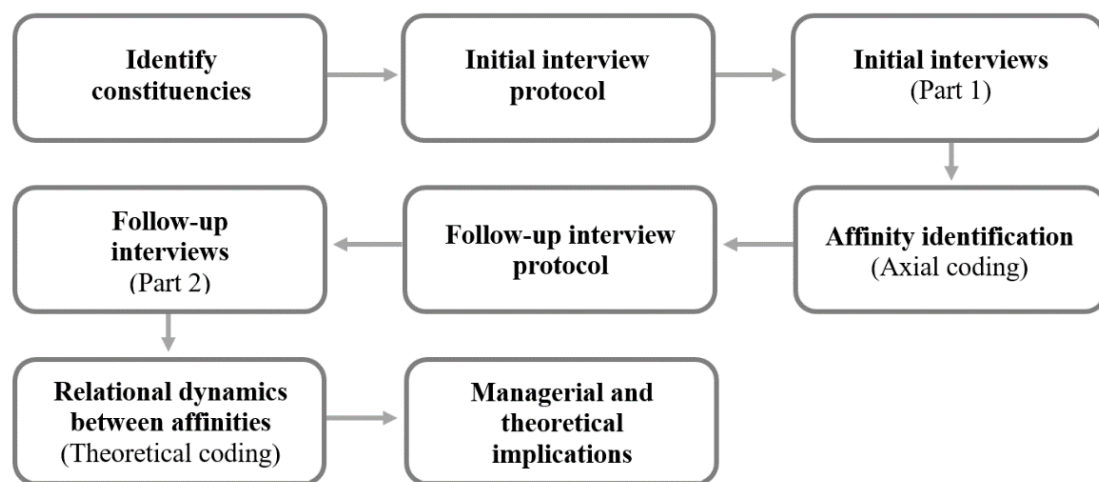 Identify
constituencies
Initial interview
protocol
Initial interviews
(Part 1)
Affinity identification
(Axial coding)
Follow-up interview
protocol
Follow-up
interviews
(Part 2)
Relational dynamics
between affinities
(Theoretical coding)
Managerial and
theoretical
implications